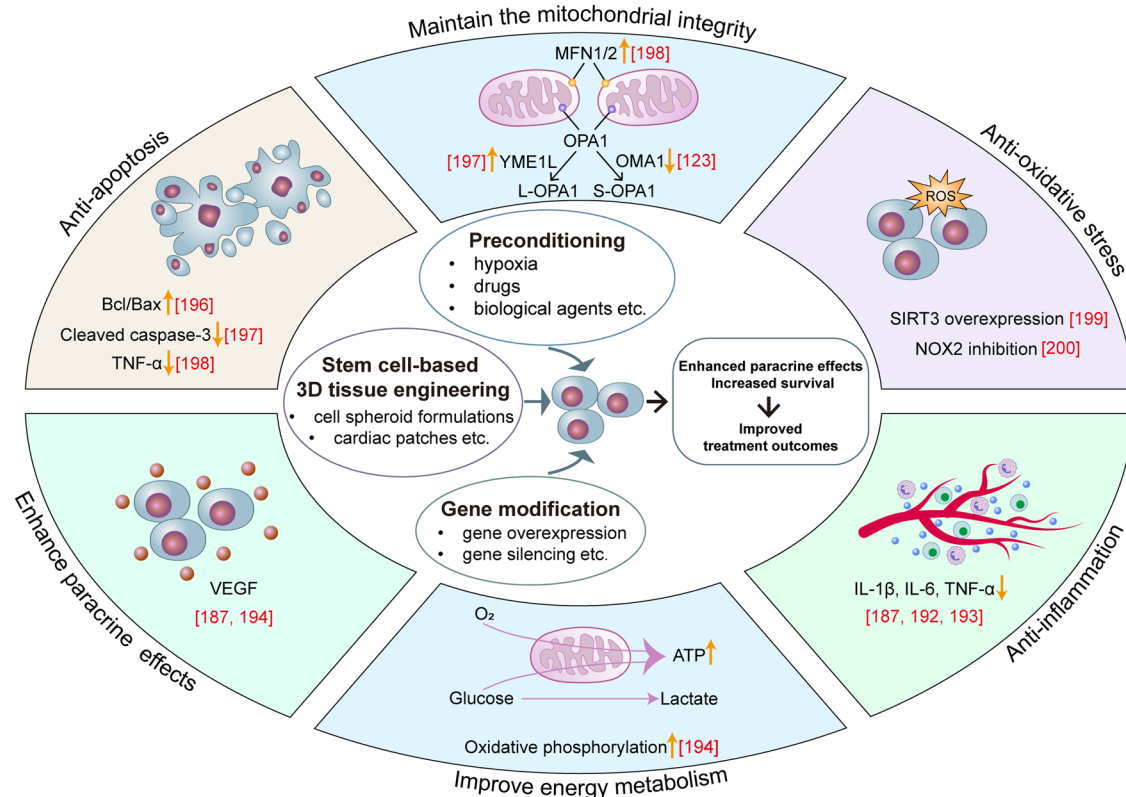 Maintain the mitochondrial integrity
MFN1/2 [198]
OPA1
[197] YME1L OMA1 [123]
L-OPA1 S-OPA1
Anti-apoptosis
Bcl/Bax [196]
Cleaved caspase-3 [197]
TNF-α [198]
Anti-oxidative stress
ROS
SIRT3 overexpression [199]
NOX2 inhibition [200]
Preconditioning
• hypoxia
• drugs
• biological agents etc.
Stem cell-based
3D tissue engineering
• cell spheroid formulations
• cardiac patches etc.
Gene modification
• gene overexpression
• gene silencing etc.
Enhanced paracrine effects
Increased survival
Improved
treatment outcomes
Enhance paracrine effects
VEGF
[187, 194]
Anti-inflammation
IL-1β, IL-6, TNF-α
[187, 192, 193]
O₂
ATP
Glucose Lactate
Oxidative phosphorylation [194]
Improve energy metabolism